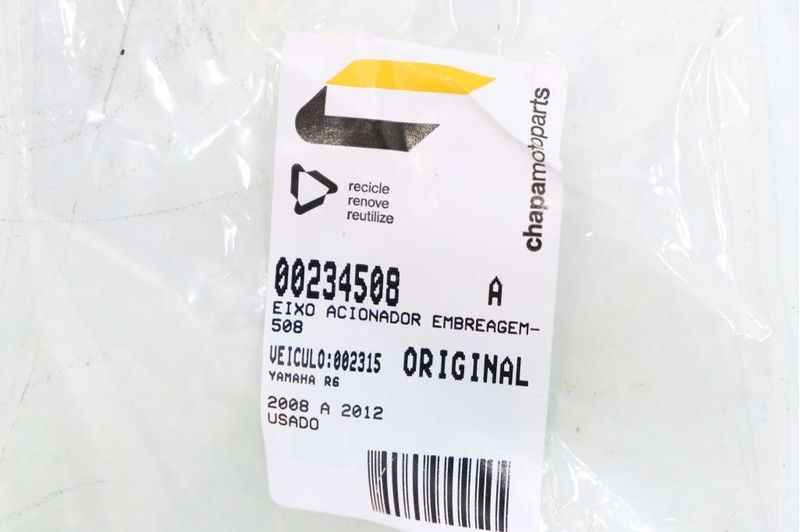 chapamotoparts
recicle
renove
reutilize
00234508 A
EIXO ACIONADOR EMBREAGEM-
508
VEICULO:002315 ORIGINAL
YAMAHA R6
2008 A 2012
USADO